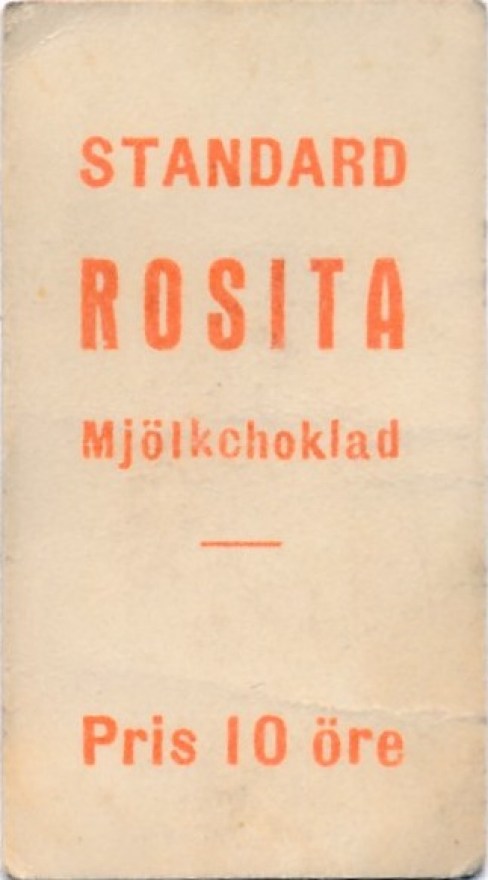 STANDARD
ROSITA
Mjölkchoklad
Pris 10 öre